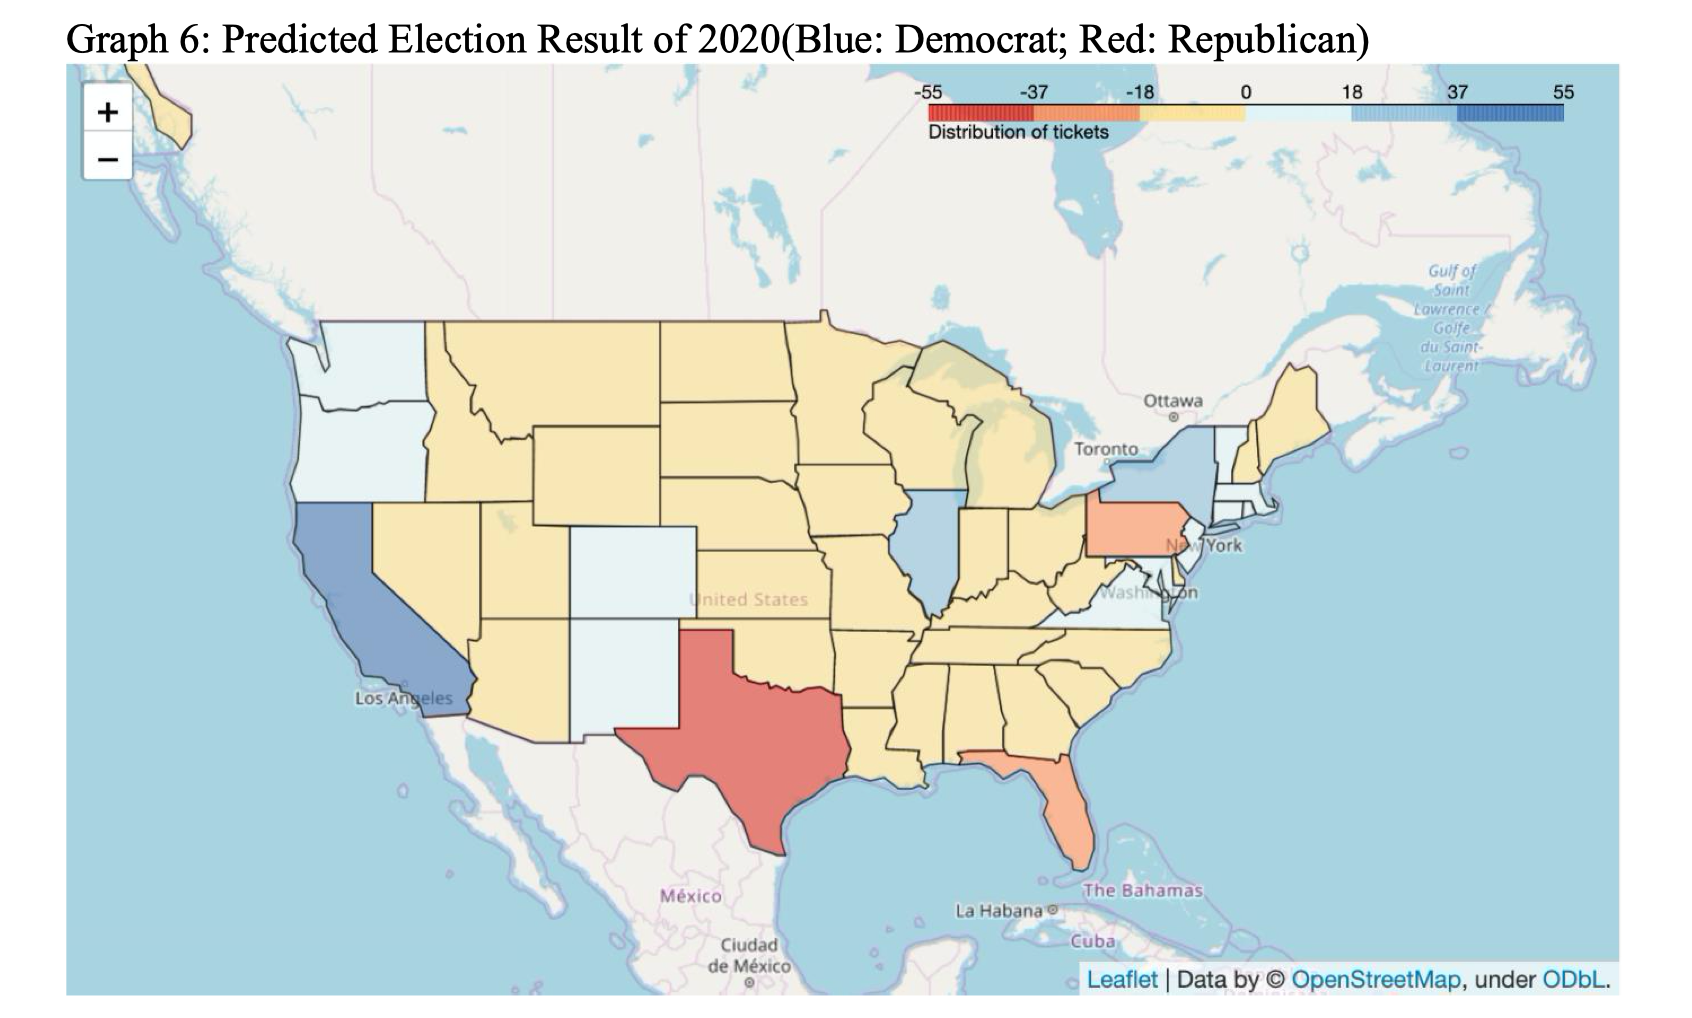 Graph 6: Predicted Election Result of 2020(Blue: Democrat; Red: Republican)
+
−
-55 -37 -18 0 18 37 55
Distribution of tickets
Gulf of
Saint
Lawrence /
Golfe
du Saint-
Laurent
Ottawa
Toronto
New York
Washington
United States
Los Angeles
México
The Bahamas
La Habana
Cuba
Ciudad
de México
Leaflet | Data by © OpenStreetMap, under ODbL.